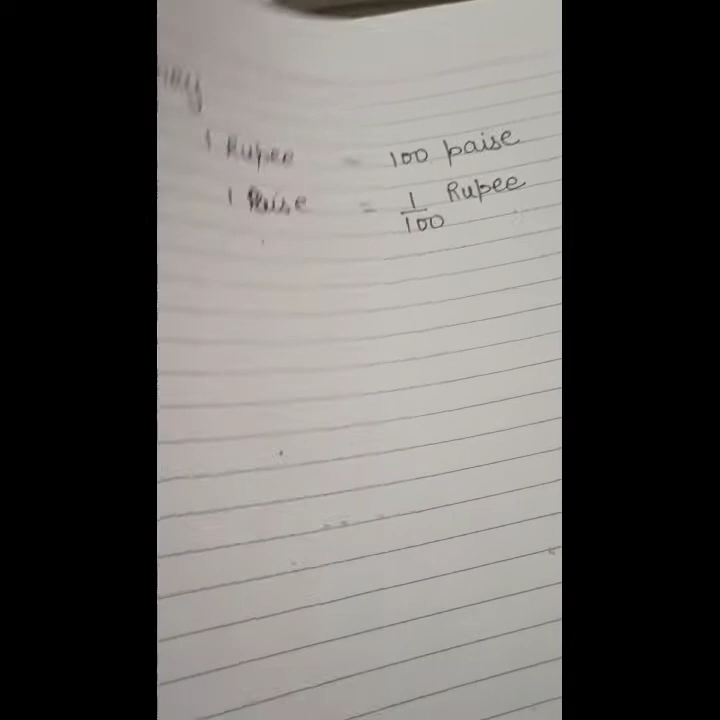 1 Rupee = 100 paise
1 Paise = 1/100 Rupee